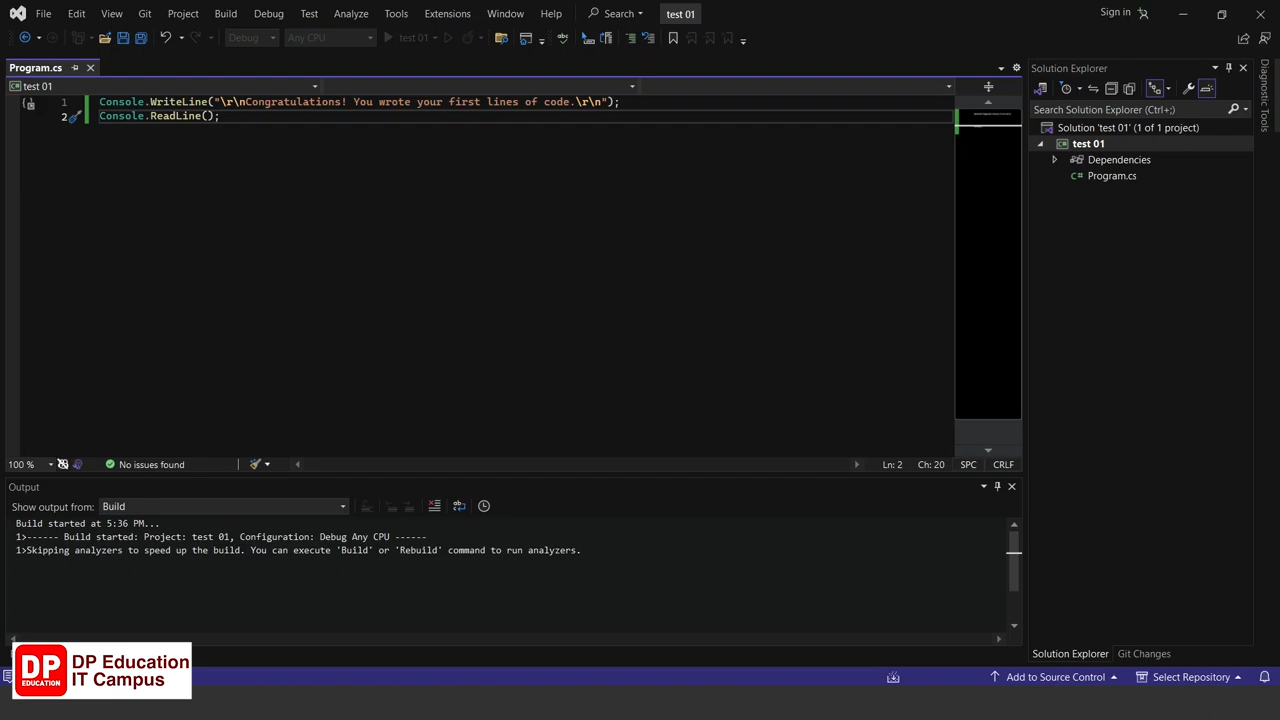 File Edit View Git Project Build Debug Test Analyze Tools Extensions Window Help Search test 01 Sign in
Debug Any CPU test 01
Program.cs
test 01
1 Console.WriteLine("\r\nCongratulations! You wrote your first lines of code.\r\n");
2 Console.ReadLine();
100 % No issues found Ln: 2 Ch: 20 SPC CRLF
Output
Show output from: Build
Build started at 5:36 PM...
1>------ Build started: Project: test 01, Configuration: Debug Any CPU ------
1>Skipping analyzers to speed up the build. You can execute 'Build' or 'Rebuild' command to run analyzers.
Solution Explorer
Search Solution Explorer (Ctrl+;)
Solution 'test 01' (1 of 1 project)
test 01
Dependencies
C# Program.cs
Solution Explorer Git Changes
Diagnostic Tools
Add to Source Control Select Repository
DP
EDUCATION
DP Education
IT Campus